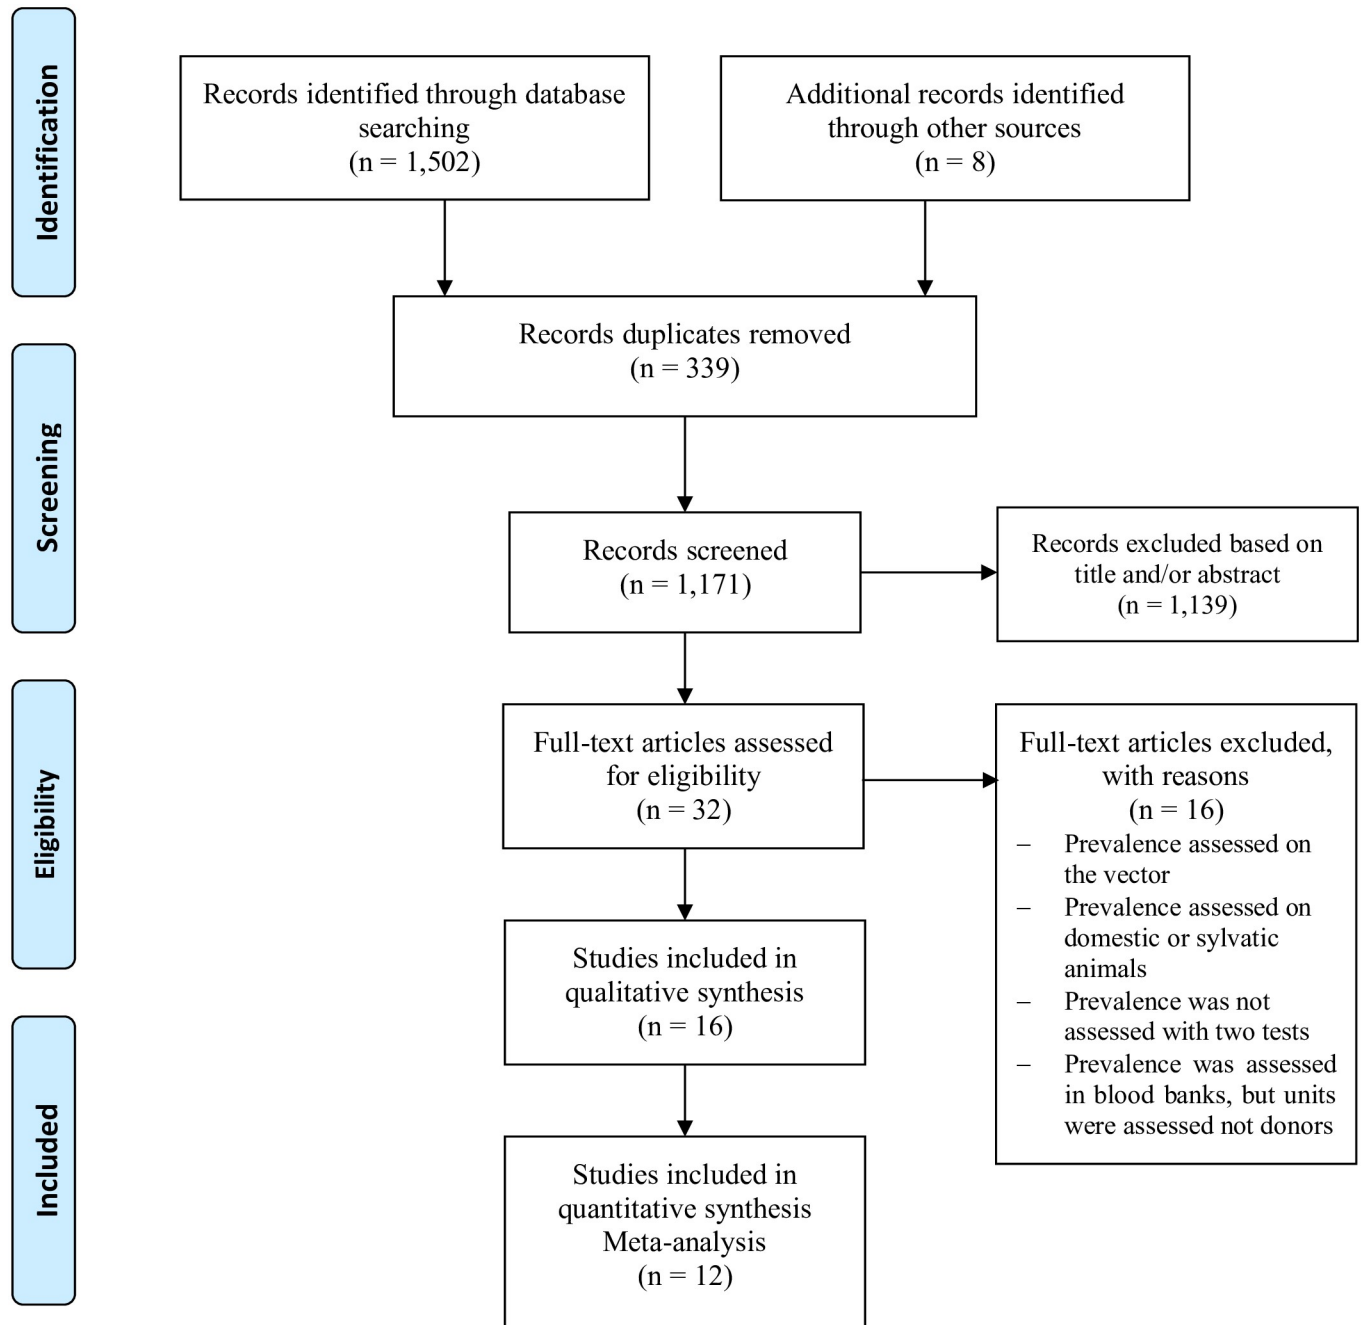 Identification
Records identified through database
searching
(n = 1,502)
Additional records identified
through other sources
(n = 8)
Records duplicates removed
(n = 339)
Screening
Records screened
(n = 1,171)
Records excluded based on
title and/or abstract
(n = 1,139)
Eligibility
Full-text articles assessed
for eligibility
(n = 32)
Full-text articles excluded,
with reasons
(n = 16)
– Prevalence assessed on
the vector
– Prevalence assessed on
domestic or sylvatic
animals
– Prevalence was not
assessed with two tests
– Prevalence was assessed
in blood banks, but units
were assessed not donors
Studies included in
qualitative synthesis
(n = 16)
Included
Studies included in
quantitative synthesis
Meta-analysis
(n = 12)